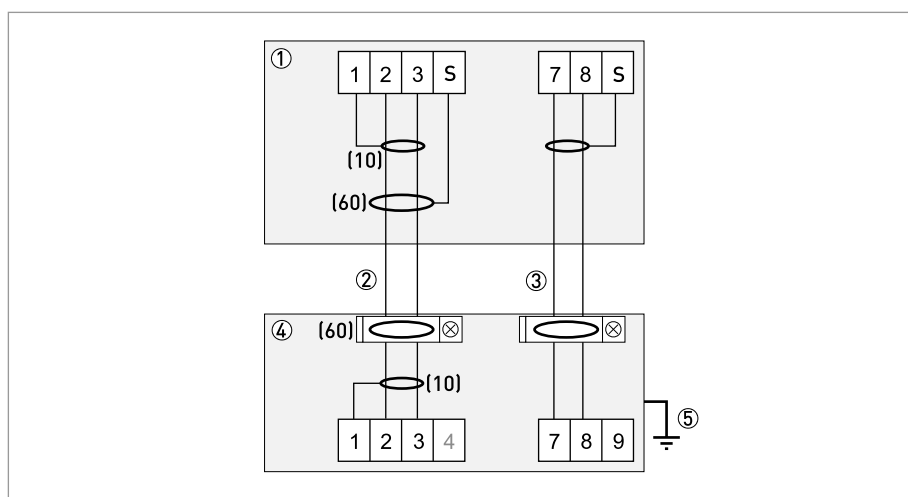 ①
1 2 3 S
7 8 S
(10)
(60)
②
③
④
(60)
(10)
⑤
1 2 3 4
7 8 9